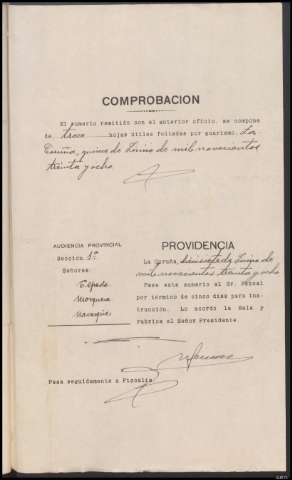 COMPROBACION
El sumario remitido con el anterior oficio, se compone
de trece hojas útiles foliadas por guarismo. La
Coruña, quince de Junio de mil novecientos
treinta y ocho
AUDIENCIA PROVINCIAL
Sección 1ª
Señores:
Tejada
Morquera
PROVIDENCIA
La Coruña, diecisiete de Junio de
mil novecientos treinta y ocho
Pase este sumario al Sr. Fiscal
por término de cinco días para ins-
trucción. Lo acordó la Sala y
rubrica el Señor Presidente.
Pasa seguidamente a Fiscalía